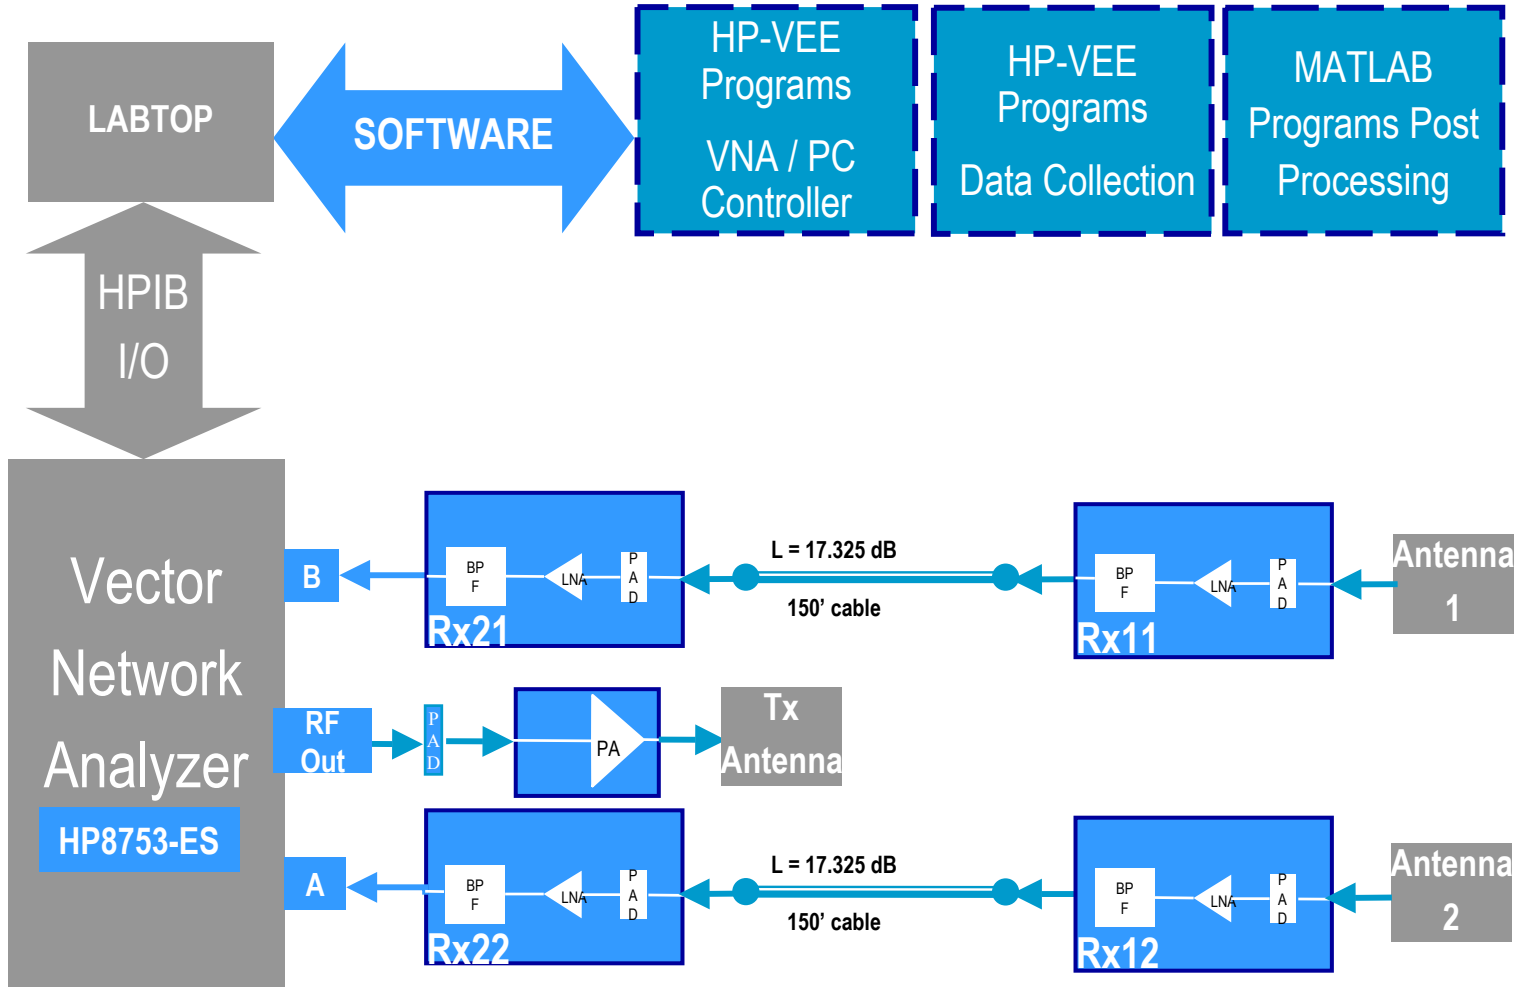 LABTOP
SOFTWARE
HP-VEE
Programs
VNA / PC
Controller
HP-VEE
Programs
Data Collection
MATLAB
Programs Post
Processing
HPIB
I/O
Vector
Network
Analyzer
HP8753-ES
B
BP
F
LNA
P
A
D
Rx21
L = 17.325 dB
150' cable
BP
F
LNA
P
A
D
Rx11
Antenna
1
RF
Out
P
A
D
PA
Tx
Antenna
A
BP
F
LNA
P
A
D
Rx22
L = 17.325 dB
150' cable
BP
F
LNA
P
A
D
Rx12
Antenna
2